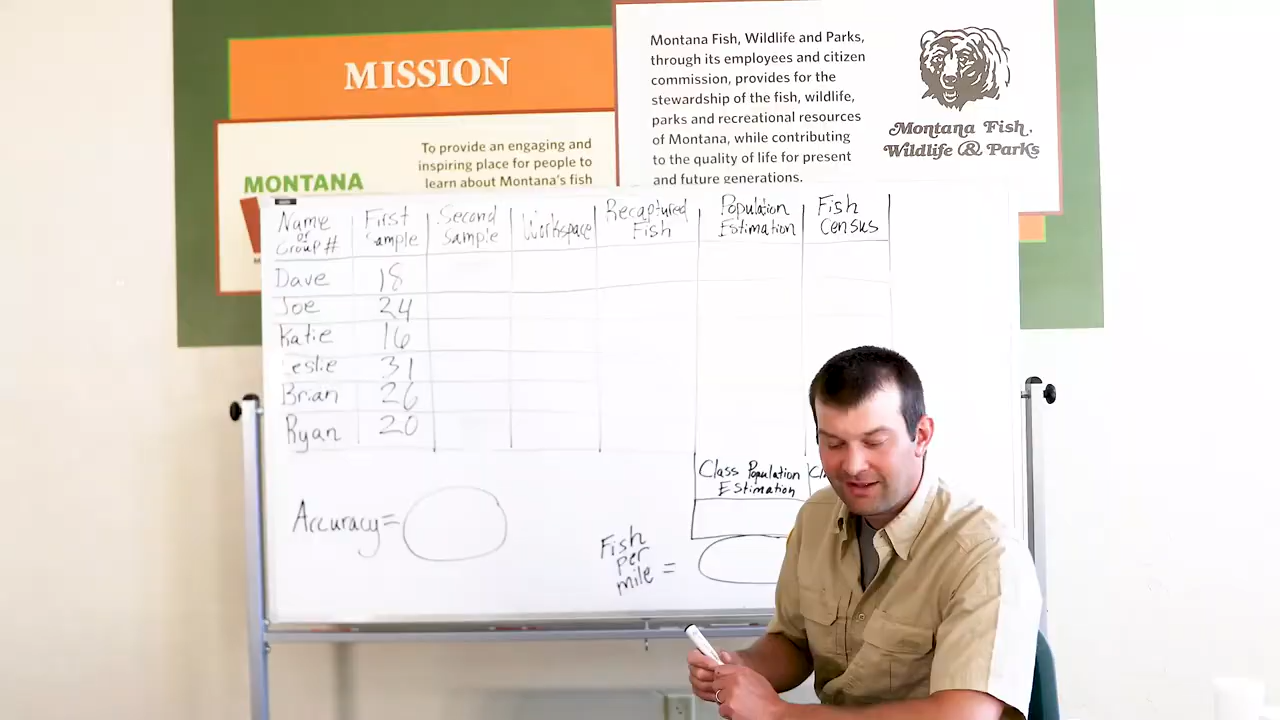 MISSION
To provide an engaging and
inspiring place for people to
learn about Montana's fish
MONTANA
Montana Fish, Wildlife and Parks,
through its employees and citizen
commission, provides for the
stewardship of the fish, wildlife,
parks and recreational resources
of Montana, while contributing
to the quality of life for present
and future generations.
Montana Fish,
Wildlife & Parks
Name or Group #
First Sample
Second Sample
Workspace
Recaptured Fish
Population Estimation
Fish Census
Dave 18
Joe 24
Katie 16
Leslie 31
Brian 26
Ryan 20
Class Population
Estimation
Accuracy=
Fish
per
mile =